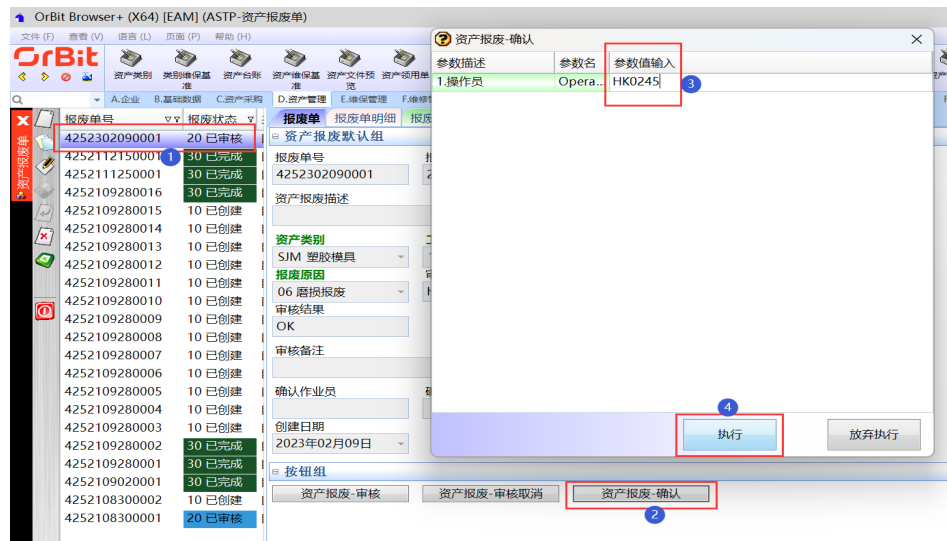 OrBit Browser+ (X64) [EAM] (ASTP-资产报废单)
文件 (F) 查看 (V) 语言 (L) 页面 (P) 帮助 (H)
OrBit
资产类别 类别维保基准 资产台账 资产维保基准 资产文件预览 资产领用单
A.企业 B.基础数据 C.资产采购 D.资产管理 E.维保管理
资产报废单
报废单号 报废状态
4252302090001 20 已审核
4252112150001 30 已完成
4252111250001 30 已完成
4252109280016 30 已完成
4252109280015 10 已创建
4252109280014 10 已创建
4252109280013 10 已创建
4252109280012 10 已创建
4252109280011 10 已创建
4252109280010 10 已创建
4252109280009 10 已创建
4252109280008 10 已创建
4252109280007 10 已创建
4252109280006 10 已创建
4252109280005 10 已创建
4252109280004 10 已创建
4252109280003 10 已创建
4252109280002 30 已完成
4252109280001 30 已完成
4252109020001 30 已完成
4252108300002 10 已创建
4252108300001 20 已审核
1
报废单 报废单明细
资产报废默认组
报废单号
4252302090001
资产报废描述
资产类别
SJM 塑胶模具
报废原因
06 磨损报废
审核结果
OK
审核备注
确认作业员
创建日期
2023年02月09日
按钮组
资产报废-审核 资产报废-审核取消 资产报废-确认
2
资产报废-确认
参数描述 参数名 参数值输入
1.操作员 Opera... HK0245
3
4
执行 放弃执行